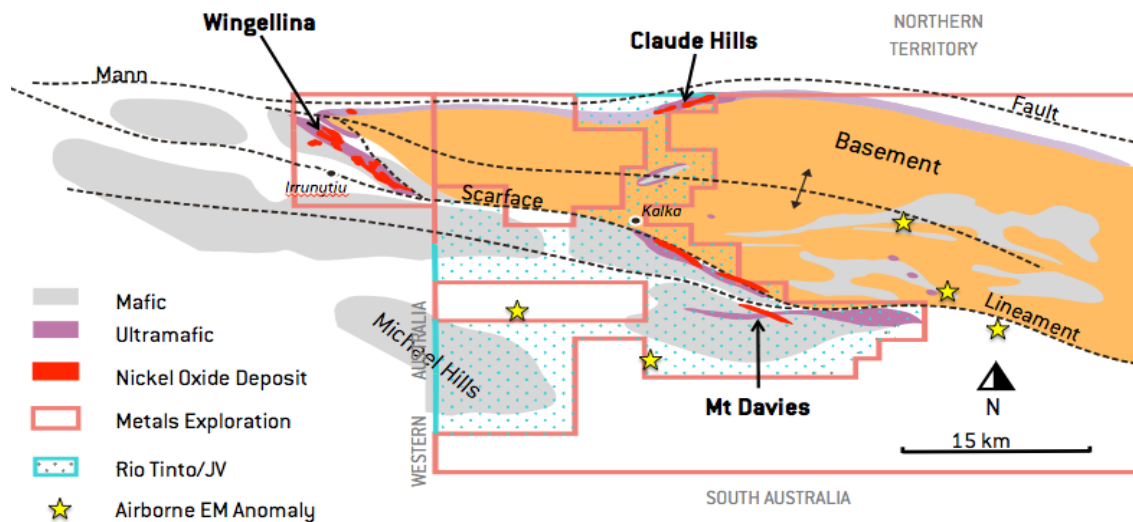 NORTHERN
TERRITORY
Wingellina
Claude Hills
Mann
Fault
Basement
Irrunytju
Scarface
Kalka
Lineament
Michael Hills
WESTERN AUSTRALIA
Mt Davies
N
15 km
SOUTH AUSTRALIA
Mafic
Ultramafic
Nickel Oxide Deposit
Metals Exploration
Rio Tinto/JV
Airborne EM Anomaly